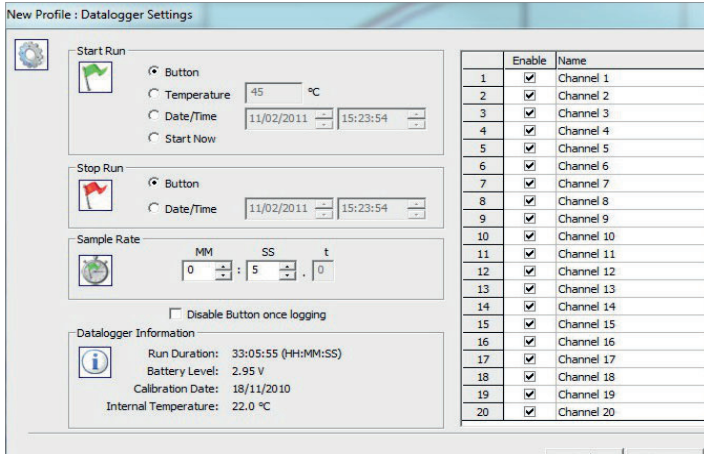 New Profile : Datalogger Settings
Start Run
Button
Temperature 45 ºC
Date/Time 11/02/2011 15:23:54
Start Now
Stop Run
Button
Date/Time 11/02/2011 15:23:54
Sample Rate
MM SS t
0 : 5 . 0
Disable Button once logging
Datalogger Information
Run Duration: 33:05:55 (HH:MM:SS)
Battery Level: 2.95 V
Calibration Date: 18/11/2010
Internal Temperature: 22.0 ºC
Enable Name
1 Channel 1
2 Channel 2
3 Channel 3
4 Channel 4
5 Channel 5
6 Channel 6
7 Channel 7
8 Channel 8
9 Channel 9
10 Channel 10
11 Channel 11
12 Channel 12
13 Channel 13
14 Channel 14
15 Channel 15
16 Channel 16
17 Channel 17
18 Channel 18
19 Channel 19
20 Channel 20